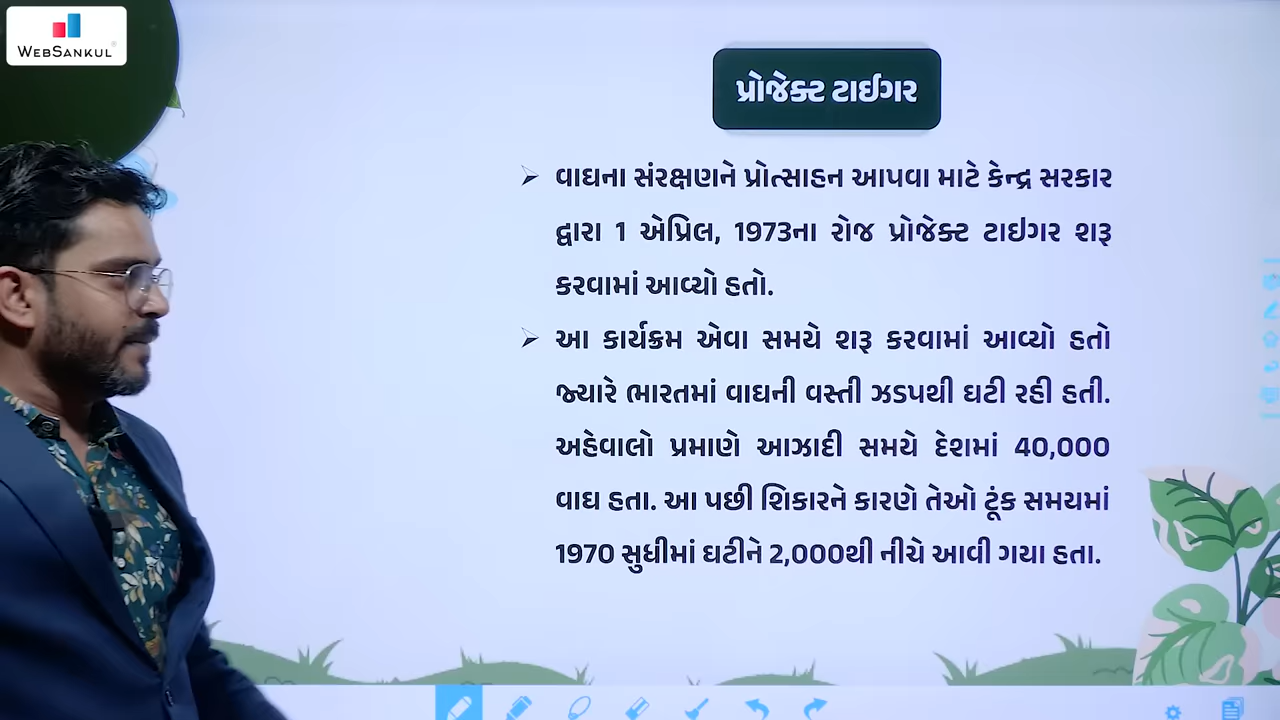 WEBSANKUL
પ્રોજેક્ટ ટાઈગર
➢ વાઘના સંરક્ષણને પ્રોત્સાહન આપવા માટે કેન્દ્ર સરકાર
દ્વારા 1 એપ્રિલ, 1973ના રોજ પ્રોજેક્ટ ટાઇગર શરૂ
કરવામાં આવ્યો હતો.
➢ આ કાર્યક્રમ એવા સમયે શરૂ કરવામાં આવ્યો હતો
જ્યારે ભારતમાં વાઘની વસ્તી ઝડપથી ઘટી રહી હતી.
અહેવાલો પ્રમાણે આઝાદી સમયે દેશમાં 40,000
વાઘ હતા. આ પછી શિકારને કારણે તેઓ ટૂંક સમયમાં
1970 સુધીમાં ઘટીને 2,000થી નીચે આવી ગયા હતા.